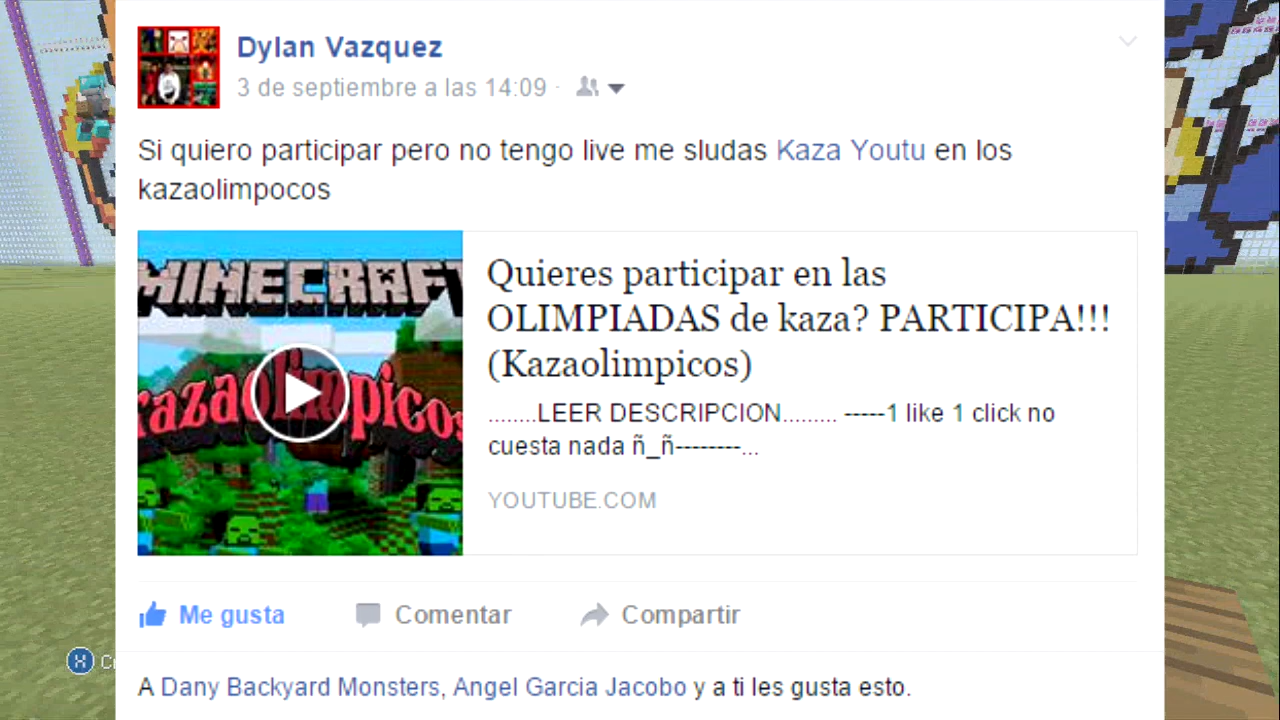 Dylan Vazquez
3 de septiembre a las 14:09 ·
Si quiero participar pero no tengo live me sludas Kaza Youtu en los
kazaolimpocos
MINECRAFT
kazaolimpicos
Quieres participar en las
OLIMPIADAS de kaza? PARTICIPA!!!
(Kazaolimpicos)
........LEER DESCRIPCION........ -----1 like 1 click no
cuesta nada ñ_ñ--------...
YOUTUBE.COM
Me gusta
Comentar
Compartir
X
A Dany Backyard Monsters, Angel Garcia Jacobo y a ti les gusta esto.